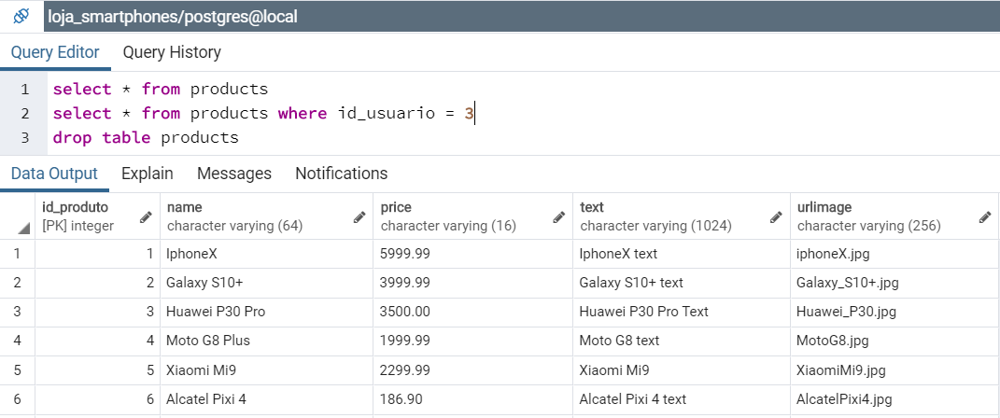 loja_smartphones/postgres@local
Query Editor Query History
1 select * from products
2 select * from products where id_usuario = 3
3 drop table products
Data Output Explain Messages Notifications
id_produto name price text urlimage
[PK] integer character varying (64) character varying (16) character varying (1024) character varying (256)
1 1 IphoneX 5999.99 IphoneX text iphoneX.jpg
2 2 Galaxy S10+ 3999.99 Galaxy S10+ text Galaxy_S10+.jpg
3 3 Huawei P30 Pro 3500.00 Huawei P30 Pro Text Huawei_P30.jpg
4 4 Moto G8 Plus 1999.99 Moto G8 text MotoG8.jpg
5 5 Xiaomi Mi9 2299.99 Xiaomi Mi9 XiaomiMi9.jpg
6 6 Alcatel Pixi 4 186.90 Alcatel Pixi 4 text AlcatelPixi4.jpg